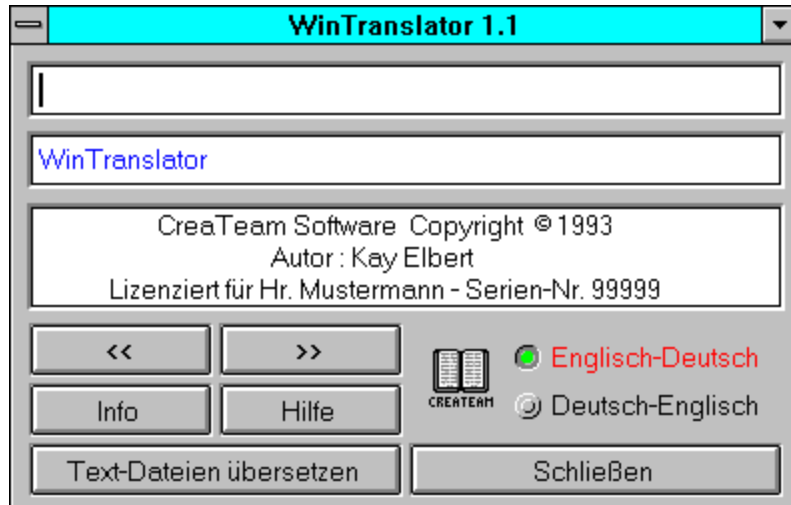 WinTranslator 1.1
WinTranslator
CreaTeam Software Copyright © 1993
Autor : Kay Elbert
Lizenziert für Hr. Mustermann - Serien-Nr. 99999
<< >>
Englisch-Deutsch
CREATEAM
Info Hilfe
Deutsch-Englisch
Text-Dateien übersetzen Schließen